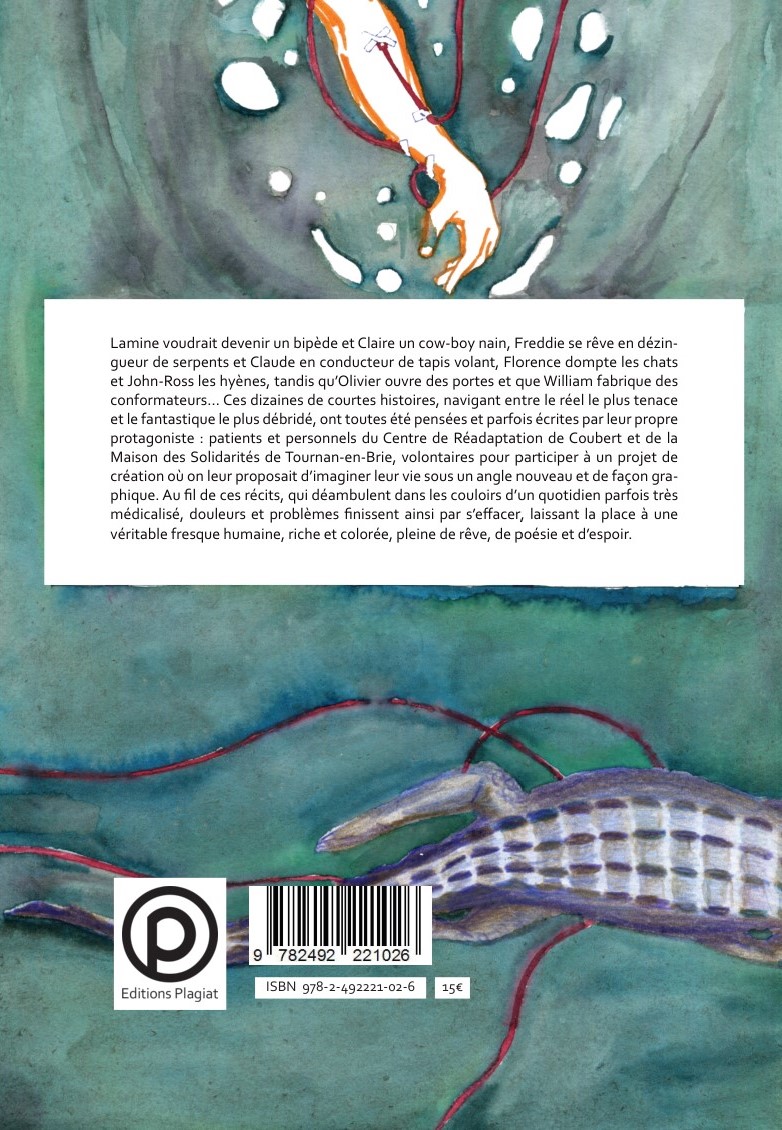 Lamine voudrait devenir un bipède et Claire un cow-boy nain, Freddie se rêve en dézin-
gueur de serpents et Claude en conducteur de tapis volant, Florence dompte les chats
et John-Ross les hyènes, tandis qu'Olivier ouvre des portes et que William fabrique des
conformateurs... Ces dizaines de courtes histoires, navigant entre le réel le plus tenace
et le fantastique le plus débridé, ont toutes été pensées et parfois écrites par leur propre
protagoniste : patients et personnels du Centre de Réadaptation de Coubert et de la
Maison des Solidarités de Tournan-en-Brie, volontaires pour participer à un projet de
création où on leur proposait d'imaginer leur vie sous un angle nouveau et de façon gra-
phique. Au fil de ces récits, qui déambulent dans les couloirs d'un quotidien parfois très
médicalisé, douleurs et problèmes finissent ainsi par s'effacer, laissant la place à une
véritable fresque humaine, riche et colorée, pleine de rêve, de poésie et d'espoir.
p
Editions Plagiat
9 782492 221026
ISBN 978-2-492221-02-6
15€